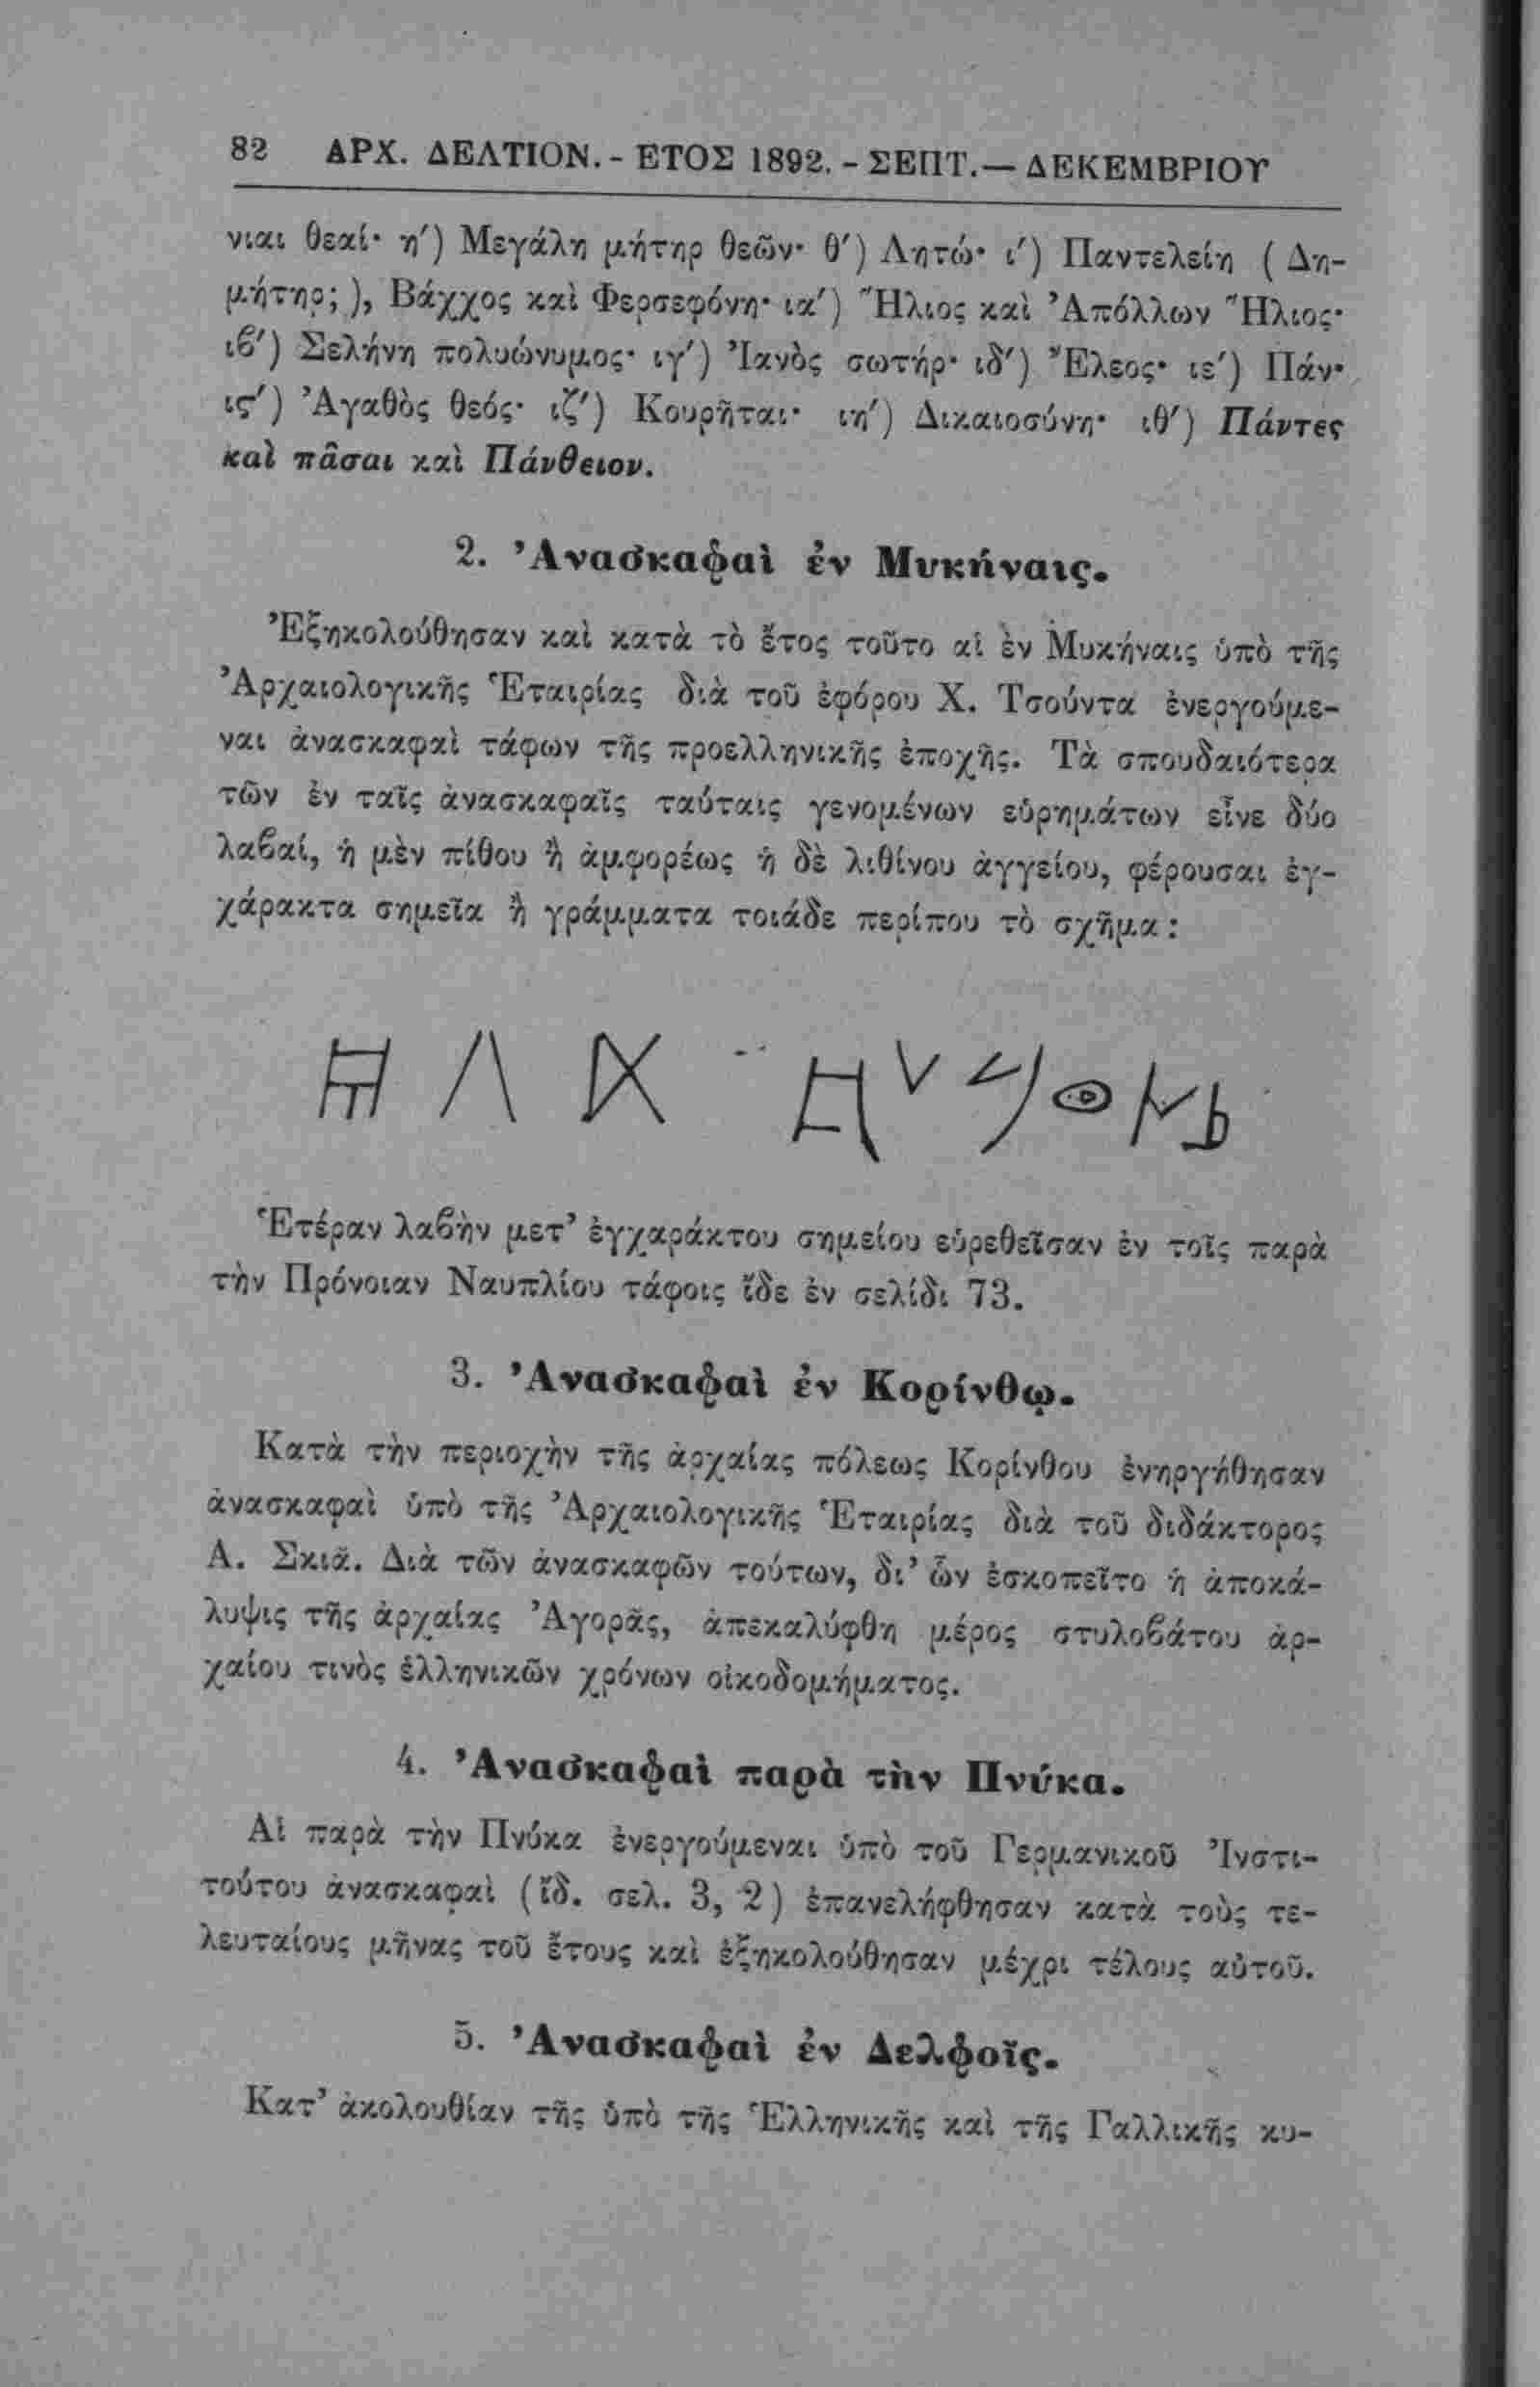 82 ΑΡΧ. ΔΕΛΤΙΟΝ. - ΕΤΟΣ 1892. - ΣΕΠΤ. — ΔΕΚΕΜΒΡΙΟΥ
νιαι θεαί· η′) Μεγάλη μήτηρ θεῶν· θ′) Λητώ· ι′) Παντελείη ( Δη-
μήτηρ; ), Βάχχος καὶ Φερσεφόνη· ια′) Ἥλιος καὶ Ἀπόλλων Ἥλιος·
ιϐ′) Σελήνη πολυώνυμος· ιγ′) Ἰανὸς σωτήρ· ιδ′) Ἔλεος· ιε′) Πάν·
ις′) Ἀγαθὸς θεός· ιζ′) Κουρῆται· ιη′) Δικαιοσύνη· ιθ′) Πάντες
καὶ πᾶσαι καὶ Πάνθειον.
2. Ἀνασκαφαὶ ἐν Μυκήναις.
Ἐξηκολούθησαν καὶ κατὰ τὸ ἔτος τοῦτο αἱ ἐν Μυκήναις ὑπὸ τῆς
Ἀρχαιολογικῆς Ἑταιρίας διὰ τοῦ ἐφόρου Χ. Τσούντα ἐνεργούμε-
ναι ἀνασκαφαὶ τάφων τῆς προελληνικῆς ἐποχῆς. Τὰ σπουδαιότερα
τῶν ἐν ταῖς ἀνασκαφαῖς ταύταις γενομένων εὑρημάτων εἶνε δύο
λαϐαί, ἡ μὲν πίθου ἢ ἀμφορέως ἡ δὲ λιθίνου ἀγγείου, φέρουσαι ἐγ-
χάρακτα σημεῖα ἢ γράμματα τοιάδε περίπου τὸ σχῆμα :
Ἑτέραν λαϐὴν μετ’ ἐγχαράκτου σημείου εὑρεθεῖσαν ἐν τοῖς παρὰ
τὴν Πρόνοιαν Ναυπλίου τάφοις ἴδε ἐν σελίδι 73.
3. Ἀνασκαφαὶ ἐν Κορίνθῳ.
Κατὰ τὴν περιοχὴν τῆς ἀρχαίας πόλεως Κορίνθου ἐνηργήθησαν
ἀνασκαφαὶ ὑπὸ τῆς Ἀρχαιολογικῆς Ἑταιρίας διὰ τοῦ διδάκτορος
Α. Σκιᾶ. Διὰ τῶν ἀνασκαφῶν τούτων, δι’ ὧν ἐσκοπεῖτο ἡ ἀποκά-
λυψις τῆς ἀρχαίας Ἀγορᾶς, ἀπεκαλύφθη μέρος στυλοϐάτου ἀρ-
χαίου τινὸς ἑλληνικῶν χρόνων οἰκοδομήματος.
4. Ἀνασκαφαὶ παρὰ τὴν Πνύκα.
Αἱ παρὰ τὴν Πνύκα ἐνεργούμεναι ὑπὸ τοῦ Γερμανικοῦ Ἰνστι-
τούτου ἀνασκαφαὶ (ἴδ. σελ. 3, 2) ἐπανελήφθησαν κατὰ τοὺς τε-
λευταίους μῆνας τοῦ ἔτους καὶ ἐξηκολούθησαν μέχρι τέλους αὐτοῦ.
5. Ἀνασκαφαὶ ἐν Δελφοῖς.
Κατ’ ἀκολουθίαν τῆς ὑπὸ τῆς Ἑλληνικῆς καὶ τῆς Γαλλικῆς κυ-